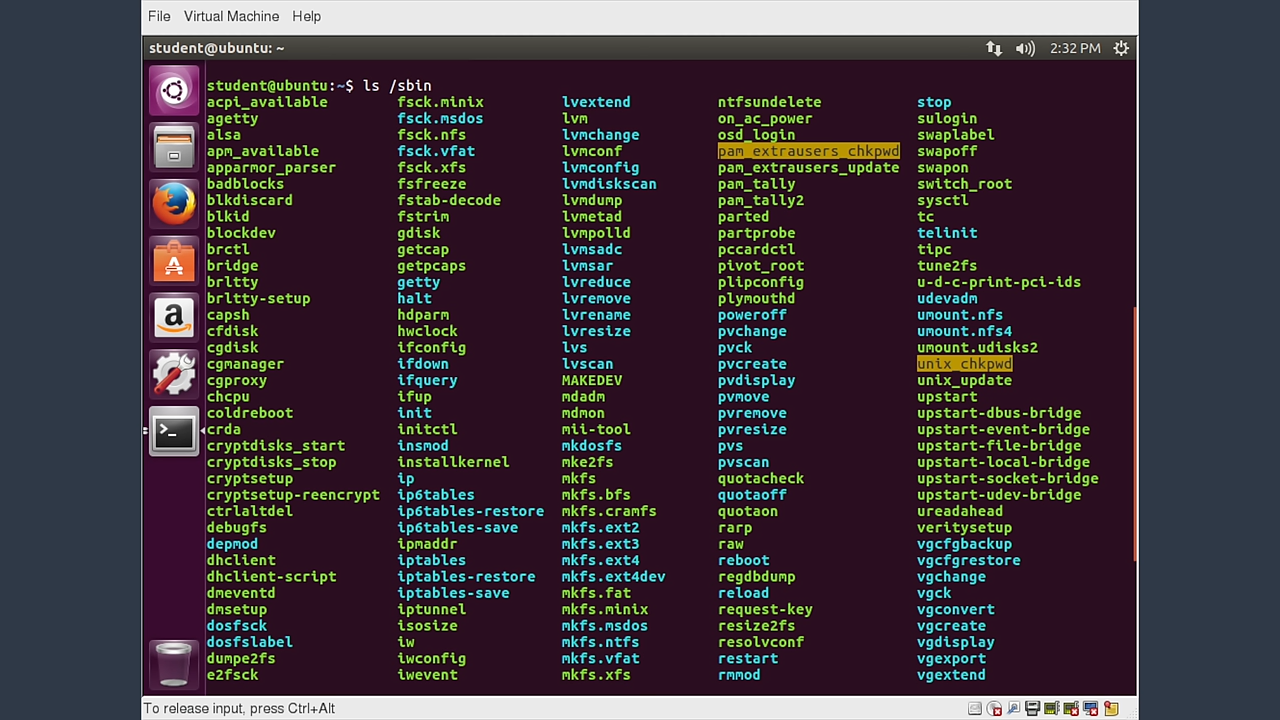 File Virtual Machine Help
student@ubuntu: ~ 2:32 PM
student@ubuntu:~$ ls /sbin
acpi_available fsck.minix lvextend ntfsundelete stop
agetty fsck.msdos lvm on_ac_power sulogin
alsa fsck.nfs lvmchange osd_login swaplabel
apm_available fsck.vfat lvmconf pam_extrausers_chkpwd swapoff
apparmor_parser fsck.xfs lvmconfig pam_extrausers_update swapon
badblocks fsfreeze lvmdiskscan pam_tally switch_root
blkdiscard fstab-decode lvmdump pam_tally2 sysctl
blkid fstrim lvmetad parted tc
blockdev gdisk lvmpolld partprobe telinit
brctl getcap lvmsadc pccardctl tipc
bridge getpcaps lvmsar pivot_root tune2fs
brltty getty lvreduce plipconfig u-d-c-print-pci-ids
brltty-setup halt lvremove plymouthd udevadm
capsh hdparm lvrename poweroff umount.nfs
cfdisk hwclock lvresize pvchange umount.nfs4
cgdisk ifconfig lvs pvck umount.udisks2
cgmanager ifdown lvscan pvcreate unix_chkpwd
cgproxy ifquery MAKEDEV pvdisplay unix_update
chcpu ifup mdadm pvmove upstart
coldreboot init mdmon pvremove upstart-dbus-bridge
crda initctl mii-tool pvresize upstart-event-bridge
cryptdisks_start insmod mkdosfs pvs upstart-file-bridge
cryptdisks_stop installkernel mke2fs pvscan upstart-local-bridge
cryptsetup ip mkfs quotacheck upstart-socket-bridge
cryptsetup-reencrypt ip6tables mkfs.bfs quotaoff upstart-udev-bridge
ctrlaltdel ip6tables-restore mkfs.cramfs quotaon ureadahead
debugfs ip6tables-save mkfs.ext2 rarp veritysetup
depmod ipmaddr mkfs.ext3 raw vgcfgbackup
dhclient iptables mkfs.ext4 reboot vgcfgrestore
dhclient-script iptables-restore mkfs.ext4dev regdbdump vgchange
dmeventd iptables-save mkfs.fat reload vgck
dmsetup iptunnel mkfs.minix request-key vgconvert
dosfsck isosize mkfs.msdos resize2fs vgcreate
dosfslabel iw mkfs.ntfs resolvconf vgdisplay
dumpe2fs iwconfig mkfs.vfat restart vgexport
e2fsck iwevent mkfs.xfs rmmod vgextend
To release input, press Ctrl+Alt